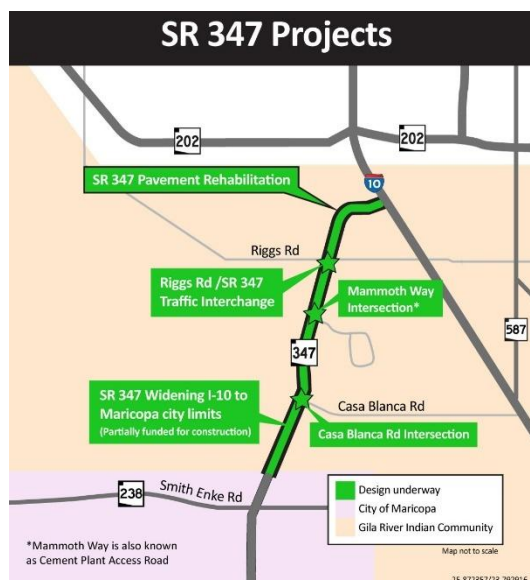 SR 347 Projects
202
202
SR 347 Pavement Rehabilitation
10
Riggs Rd
Riggs Rd /SR 347
Traffic Interchange
Mammoth Way
Intersection*
587
347
SR 347 Widening I-10 to
Maricopa city limits
(Partially funded for construction)
Casa Blanca Rd
Casa Blanca Rd Intersection
238
Smith Enke Rd
Design underway
City of Maricopa
Gila River Indian Community
*Mammoth Way is also known
as Cement Plant Access Road
Map not to scale